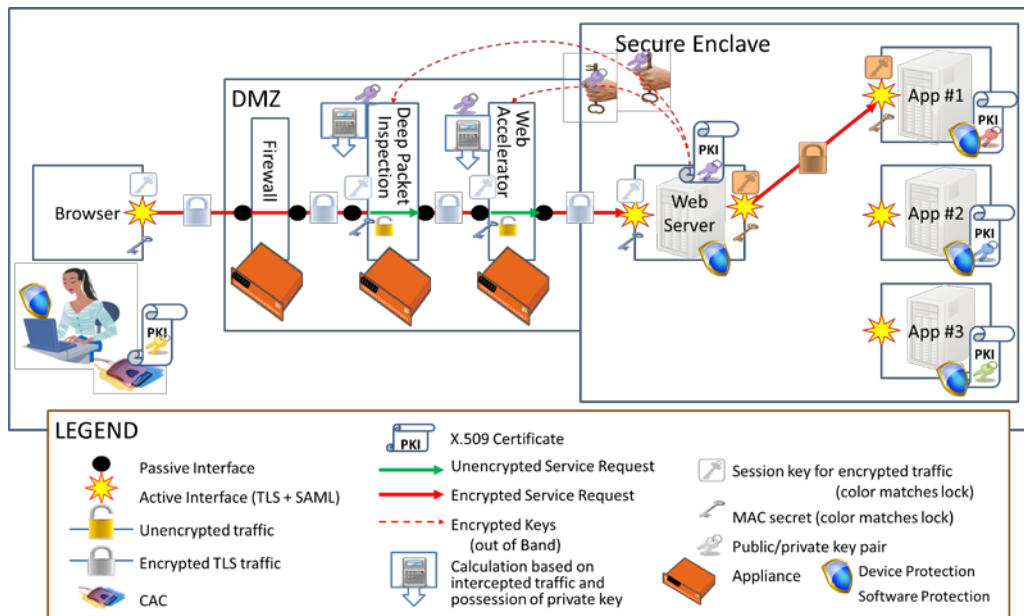 Secure Enclave
DMZ
Firewall
Deep Packet
Inspection
Web
Accelerator
Browser
PKI
PKI
Web
Server
App #1
PKI
App #2
PKI
App #3
PKI
LEGEND
Passive Interface
Active Interface (TLS + SAML)
Unencrypted traffic
Encrypted TLS traffic
CAC
PKI
X.509 Certificate
Unencrypted Service Request
Encrypted Service Request
Encrypted Keys
(out of Band)
Calculation based on
intercepted traffic and
possession of private key
Session key for encrypted traffic
(color matches lock)
MAC secret (color matches lock)
Public/private key pair
Appliance
Device Protection
Software Protection